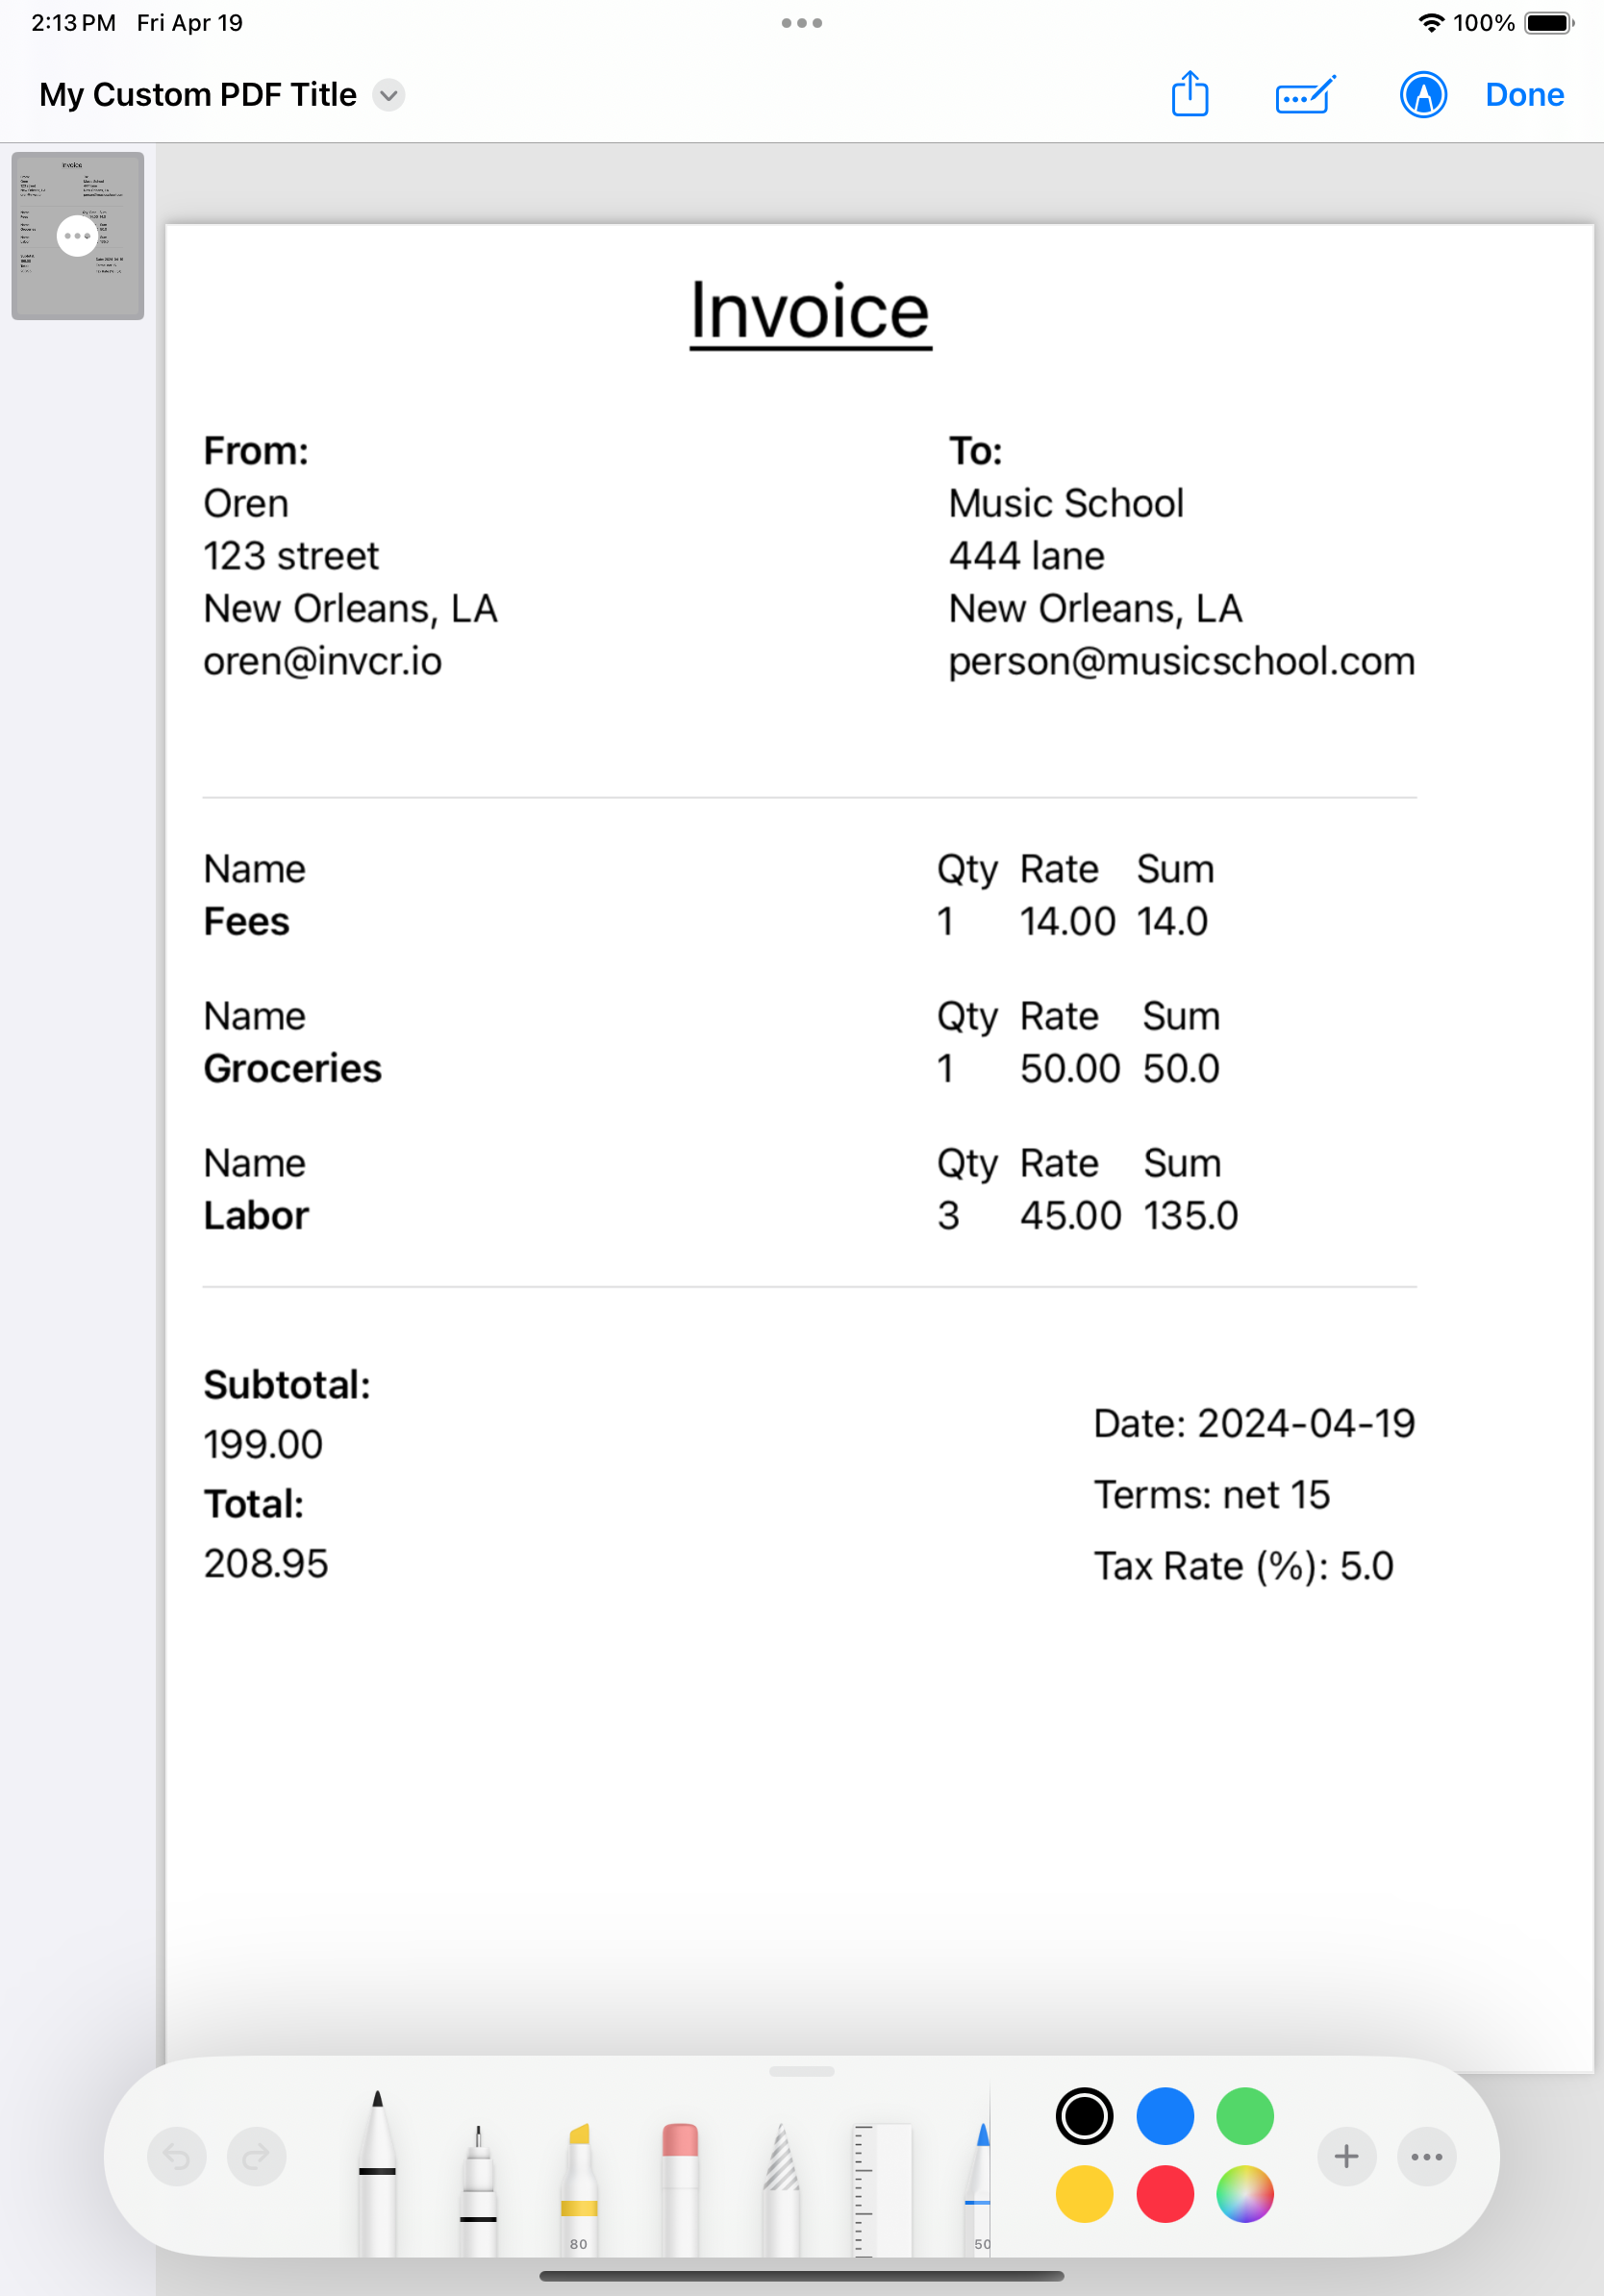 2:13 PM Fri Apr 19 100%
My Custom PDF Title Done
Invoice
From:
Oren
123 street
New Orleans, LA
oren@invcr.io
To:
Music School
444 lane
New Orleans, LA
person@musicschool.com
Name Qty Rate Sum
Fees 1 14.00 14.0
Name Qty Rate Sum
Groceries 1 50.00 50.0
Name Qty Rate Sum
Labor 3 45.00 135.0
Subtotal:
199.00
Total:
208.95
Date: 2024-04-19
Terms: net 15
Tax Rate (%): 5.0
80
50